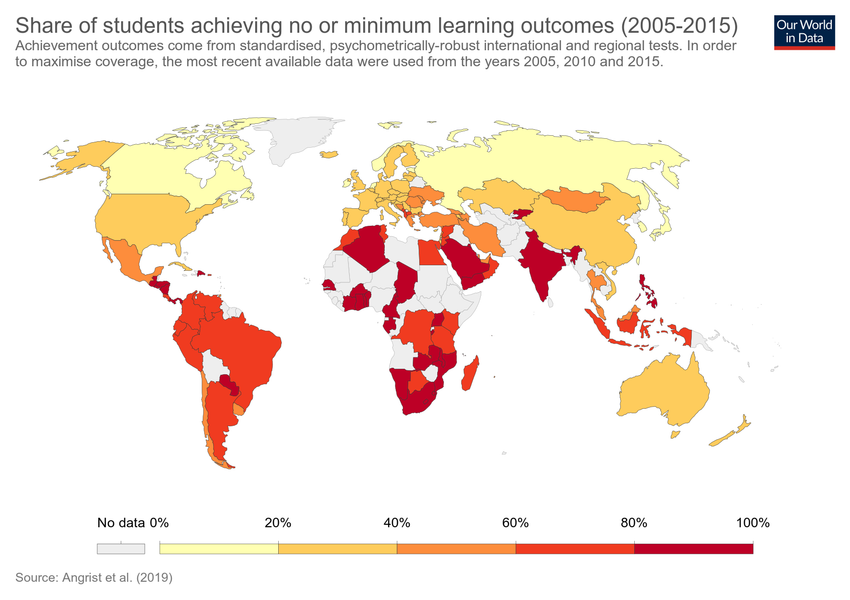 Share of students achieving no or minimum learning outcomes (2005-2015)
Our World
in Data
Achievement outcomes come from standardised, psychometrically-robust international and regional tests. In order
to maximise coverage, the most recent available data were used from the years 2005, 2010 and 2015.
No data 0% 20% 40% 60% 80% 100%
Source: Angrist et al. (2019)